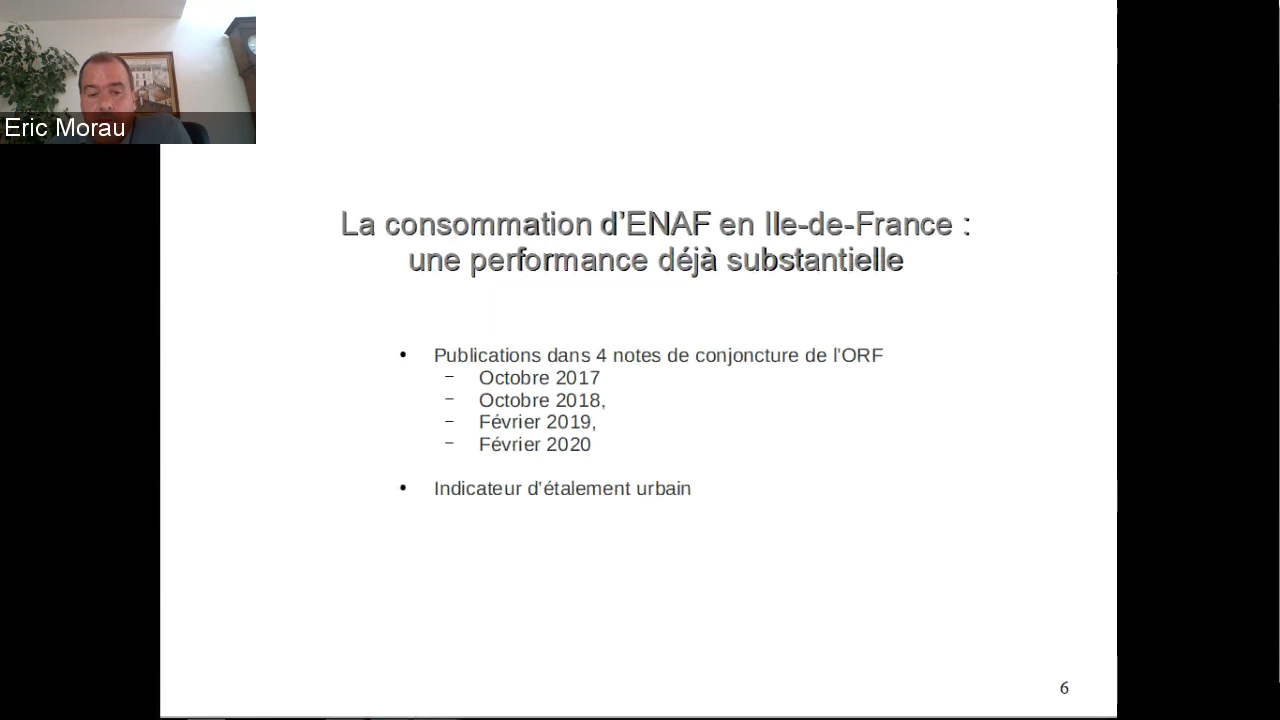 Eric Morau
La consommation d’ENAF en Ile-de-France :
une performance déjà substantielle
• Publications dans 4 notes de conjoncture de l’ORF
– Octobre 2017
– Octobre 2018,
– Février 2019,
– Février 2020
• Indicateur d’étalement urbain
6